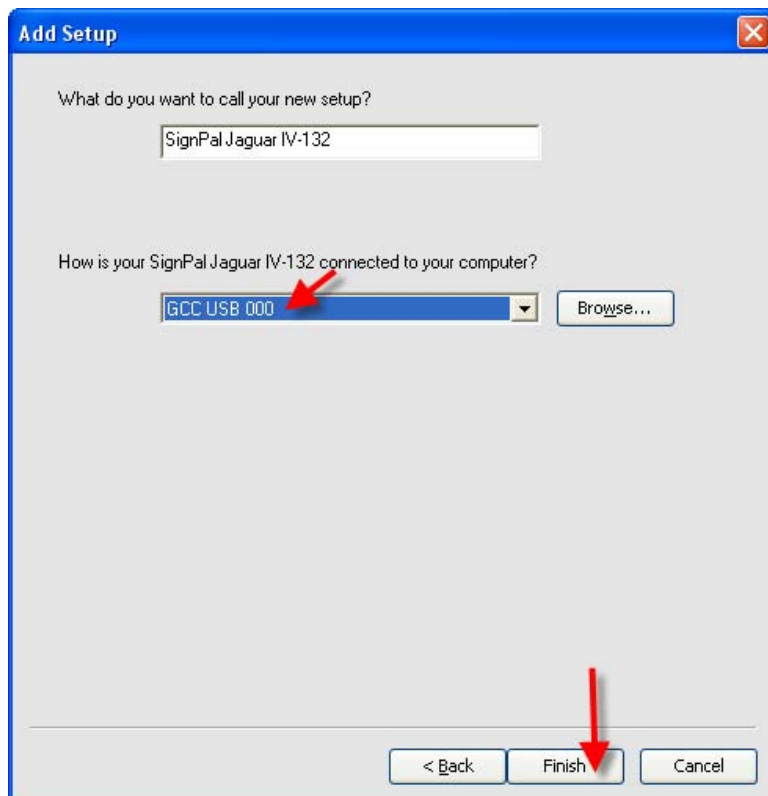 Add Setup
What do you want to call your new setup?
SignPal Jaguar IV-132
How is your SignPal Jaguar IV-132 connected to your computer?
GCC USB 000
Browse...
< Back
Finish
Cancel